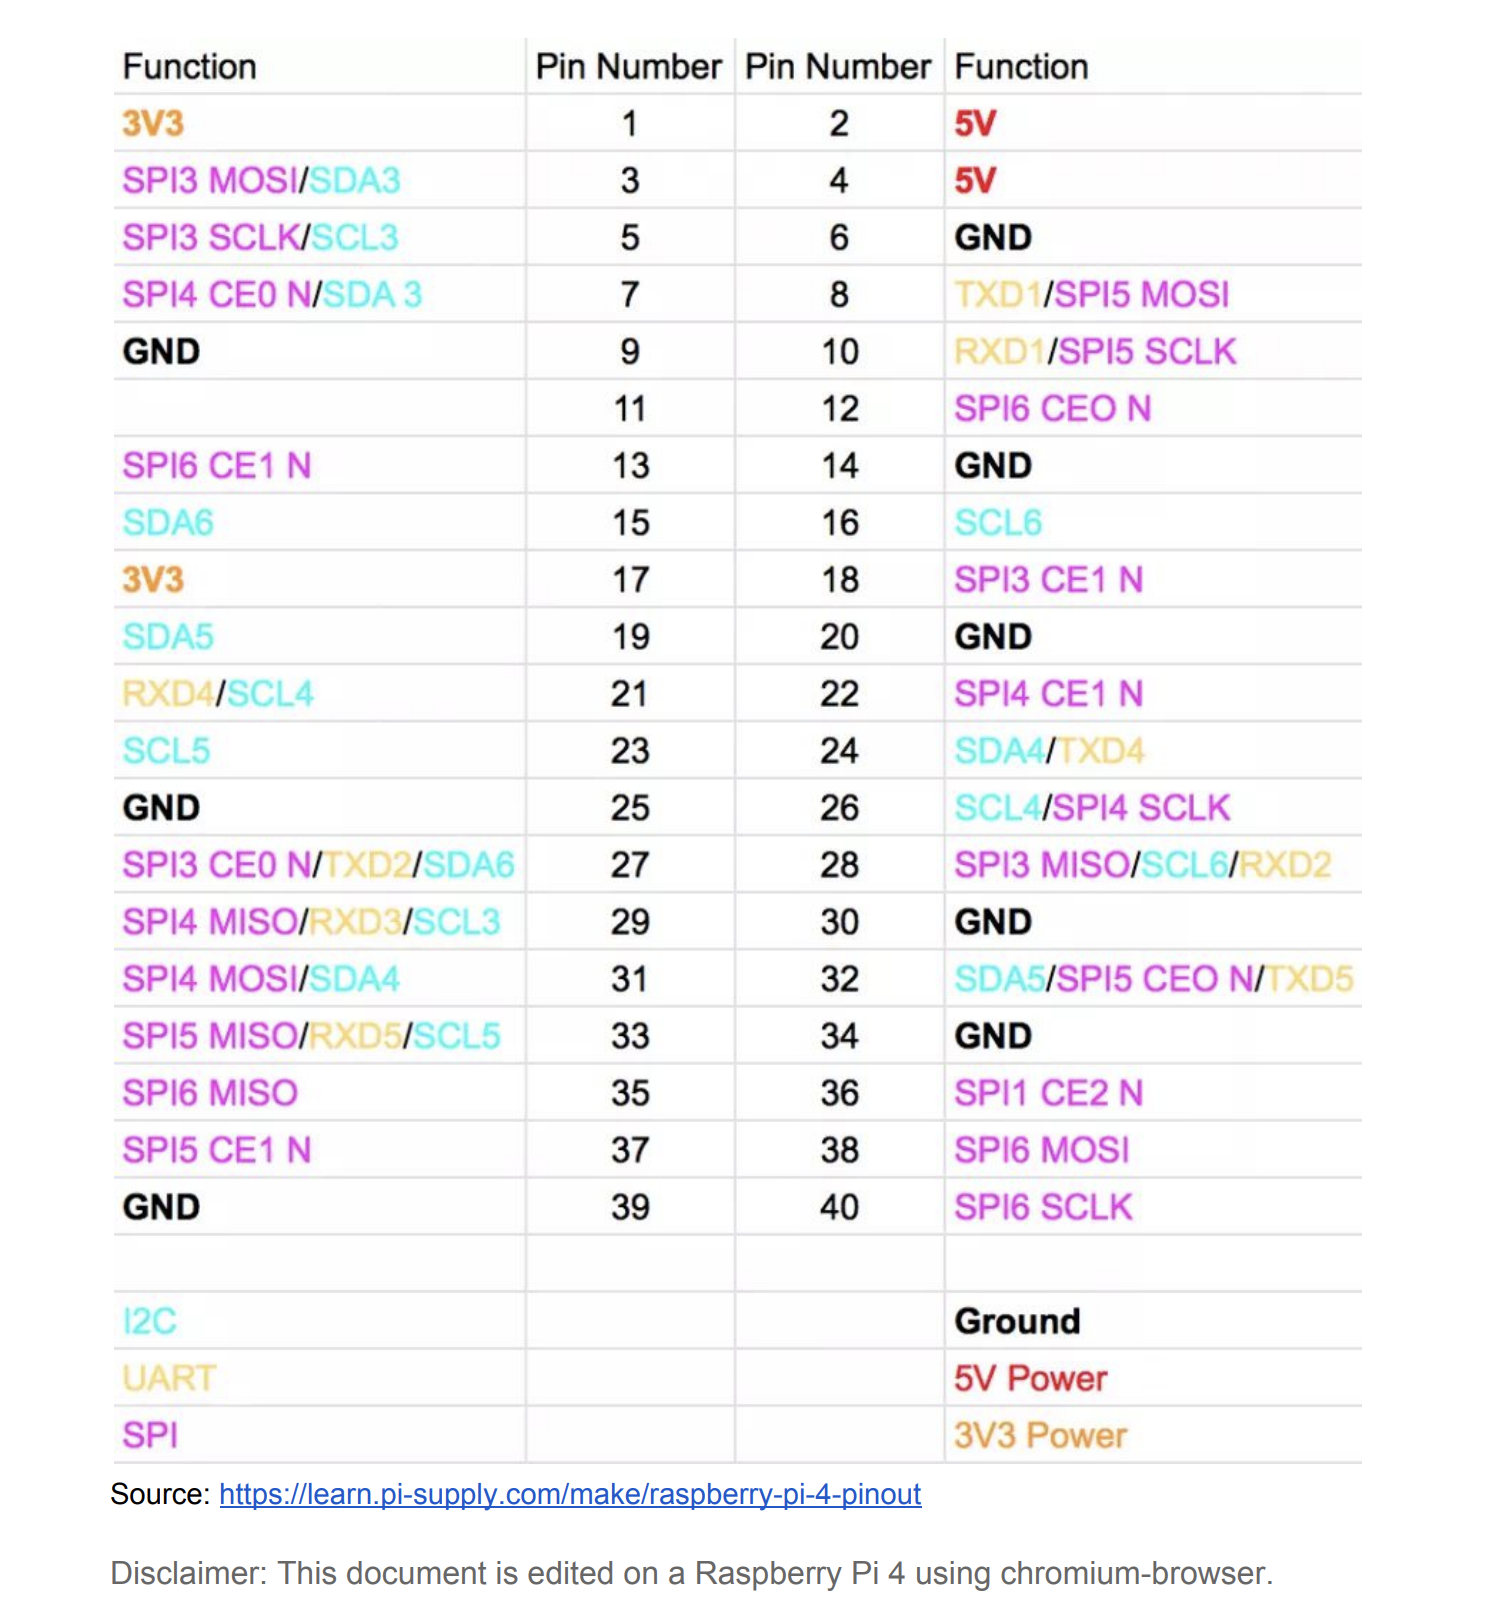 Function Pin Number Pin Number Function
3V3 1 2 5V
SPI3 MOSI/SDA3 3 4 5V
SPI3 SCLK/SCL3 5 6 GND
SPI4 CE0 N/SDA 3 7 8 TXD1/SPI5 MOSI
GND 9 10 RXD1/SPI5 SCLK
11 12 SPI6 CEO N
SPI6 CE1 N 13 14 GND
SDA6 15 16 SCL6
3V3 17 18 SPI3 CE1 N
SDA5 19 20 GND
RXD4/SCL4 21 22 SPI4 CE1 N
SCL5 23 24 SDA4/TXD4
GND 25 26 SCL4/SPI4 SCLK
SPI3 CE0 N/TXD2/SDA6 27 28 SPI3 MISO/SCL6/RXD2
SPI4 MISO/RXD3/SCL3 29 30 GND
SPI4 MOSI/SDA4 31 32 SDA5/SPI5 CEO N/TXD5
SPI5 MISO/RXD5/SCL5 33 34 GND
SPI6 MISO 35 36 SPI1 CE2 N
SPI5 CE1 N 37 38 SPI6 MOSI
GND 39 40 SPI6 SCLK
I2C Ground
UART 5V Power
SPI 3V3 Power
Source: https://learn.pi-supply.com/make/raspberry-pi-4-pinout
Disclaimer: This document is edited on a Raspberry Pi 4 using chromium-browser.